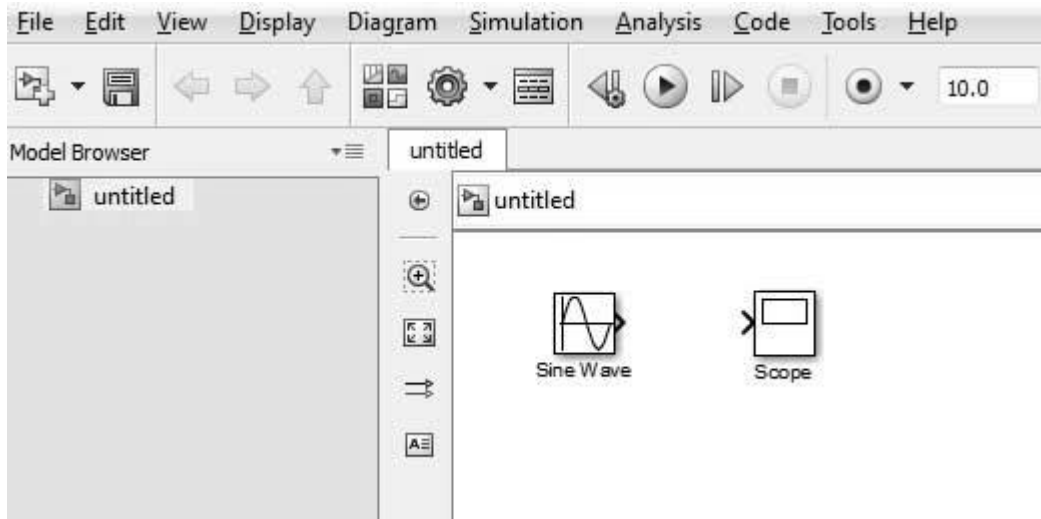 File Edit View Display Diagram Simulation Analysis Code Tools Help
10.0
Model Browser
untitled
untitled
untitled
Sine Wave
Scope